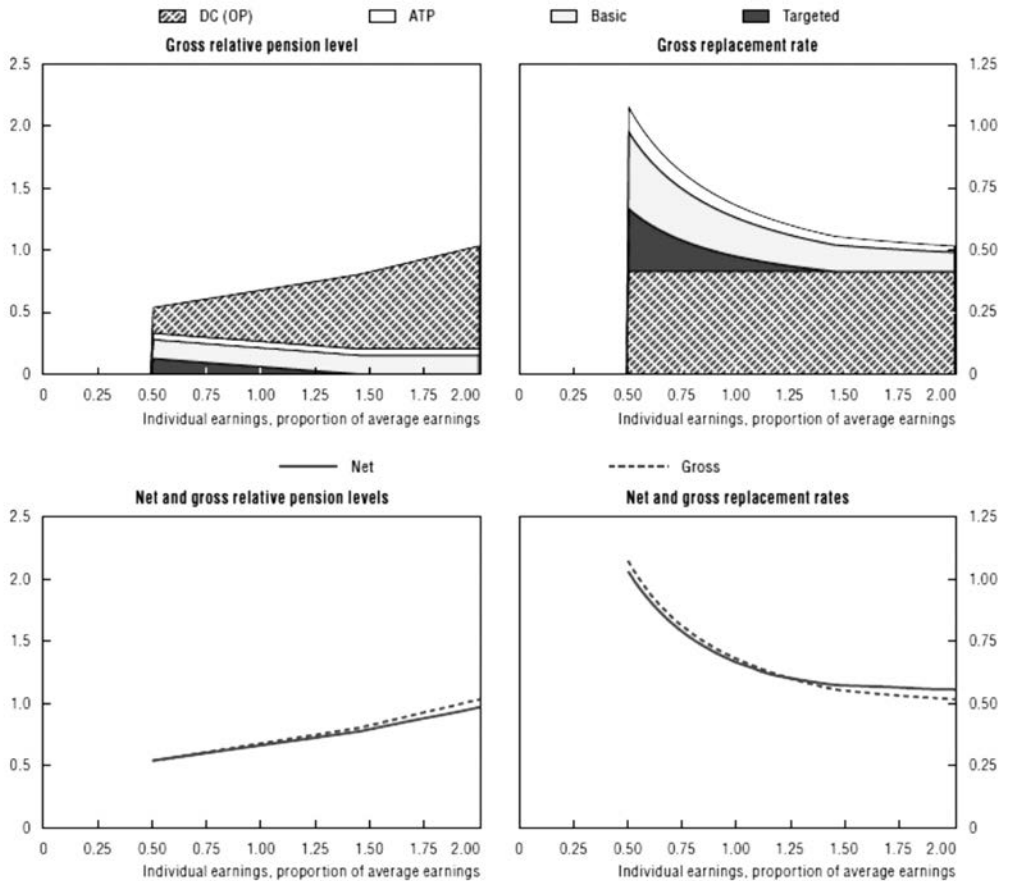 DC (OP) ATP Basic Targeted
Gross relative pension level
2.5
2.0
1.5
1.0
0.5
0
0 0.25 0.50 0.75 1.00 1.25 1.50 1.75 2.00
Individual earnings, proportion of average earnings
Gross replacement rate
1.25
1.00
0.75
0.50
0.25
0
0 0.25 0.50 0.75 1.00 1.25 1.50 1.75 2.00
Individual earnings, proportion of average earnings
Net Gross
Net and gross relative pension levels
2.5
2.0
1.5
1.0
0.5
0
0 0.25 0.50 0.75 1.00 1.25 1.50 1.75 2.00
Individual earnings, proportion of average earnings
Net and gross replacement rates
1.25
1.00
0.75
0.50
0.25
0
0 0.25 0.50 0.75 1.00 1.25 1.50 1.75 2.00
Individual earnings, proportion of average earnings